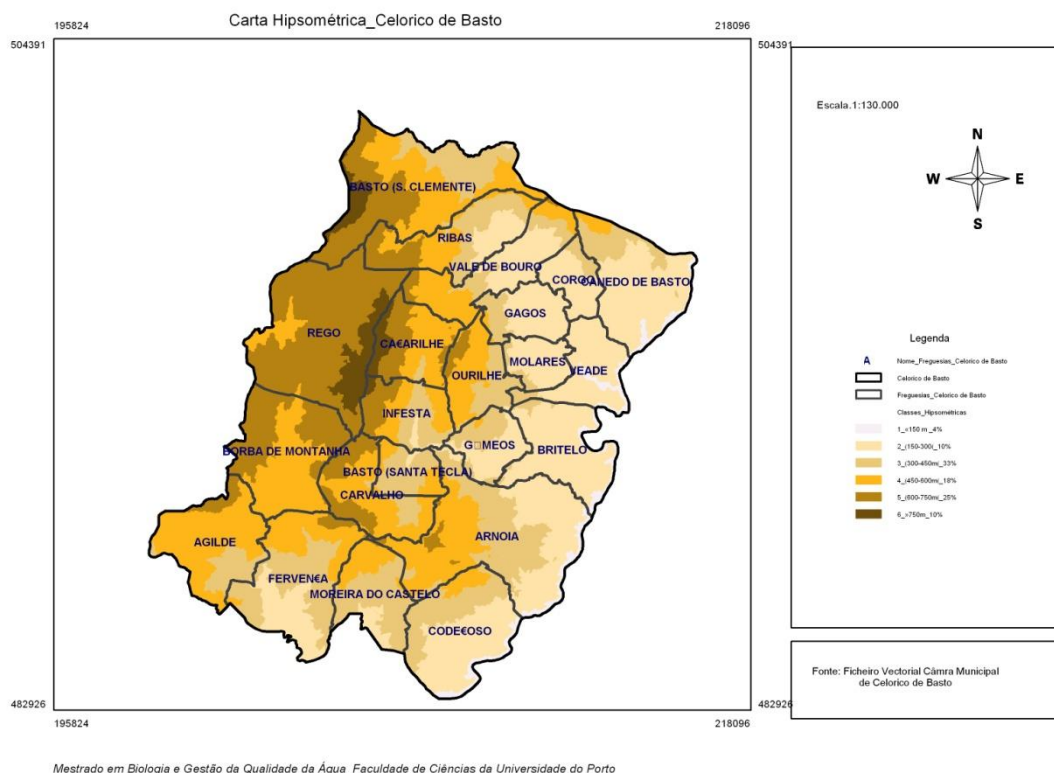 Carta Hipsométrica_Celorico de Basto
195824
218096
504391
504391
BASTO (S. CLEMENTE)
RIBAS
VALE DE BOURO
COROO
CANEDO DE BASTO
GAGOS
REGO
CA€ARILHE
MOLARES
VEADE
OURILHE
INFESTA
G□MEOS
BRITELO
BORBA DE MONTANHA
BASTO (SANTA TECLA)
CARVALHO
ARNOIA
AGILDE
FERVEN€A
MOREIRA DO CASTELO
CODE€OSO
482926
482926
195824
218096
Escala.1:130.000
N
W
E
S
Legenda
A Nome_Freguesias_Celorico de Basto
Celorico de Basto
Freguesias_Celorico de Basto
Classes_Hipsométricas
1_<150 m _4%
2_(150-300(_10%
3_(300-450m(_33%
4_(450-600m(_18%
5_(600-750m(_25%
6_>750m_10%
Fonte: Ficheiro Vectorial Câmra Municipal
de Celorico de Basto
Mestrado em Biologia e Gestão da Qualidade da Água_Faculdade de Ciências da Universidade do Porto